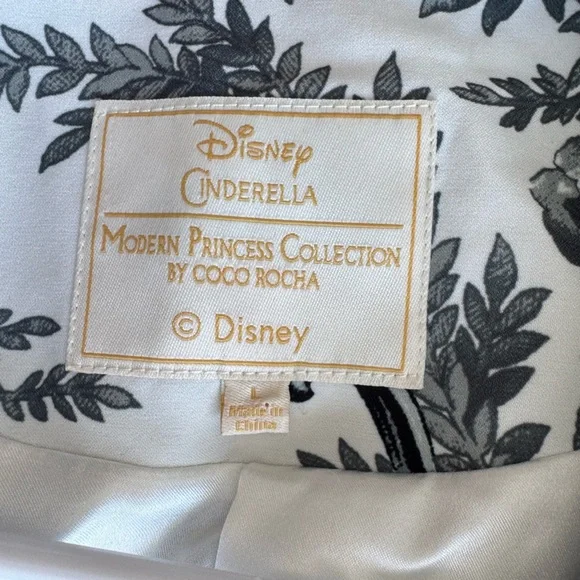 Disney
CINDERELLA
MODERN PRINCESS COLLECTION
BY COCO ROCHA
© Disney
L
Made in
China